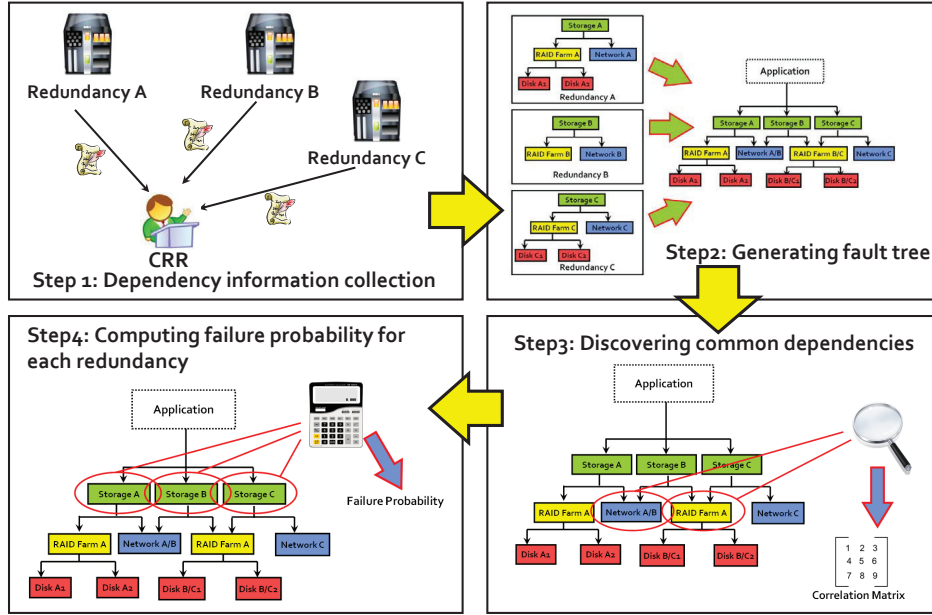 Redundancy A
Redundancy B
Redundancy C
CRR
Step 1: Dependency information collection
Storage A
RAID Farm A
Network A
Disk A1
Disk A2
Redundancy A
Storage B
RAID Farm B
Network B
Redundancy B
Storage C
RAID Farm C
Network C
Disk C1
Disk C2
Redundancy C
Application
Storage A
Storage B
Storage C
RAID Farm A
Network A/B
RAID Farm B/C
Network C
Disk A1
Disk A2
Disk B/C1
Disk B/C2
Step2: Generating fault tree
Step4: Computing failure probability for
each redundancy
Application
Failure Probability
Storage A
Storage B
Storage C
RAID Farm A
Network A/B
RAID Farm A
Network C
Disk A1
Disk A2
Disk B/C1
Disk B/C2
Step3: Discovering common dependencies
Application
Storage A
Storage B
Storage C
RAID Farm A
Network A/B
RAID Farm A
Network C
Disk A1
Disk A2
Disk B/C1
Disk B/C2
1 2 3
4 5 6
7 8 9
Correlation Matrix